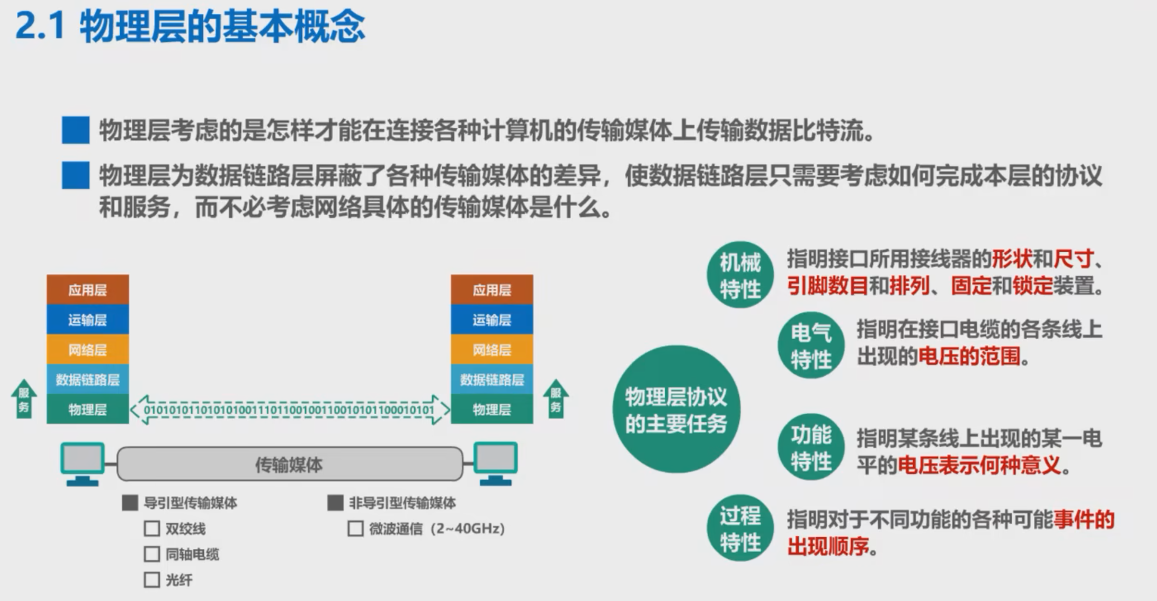 2.1 物理层的基本概念
物理层考虑的是怎样才能在连接各种计算机的传输媒体上传输数据比特流。
物理层为数据链路层屏蔽了各种传输媒体的差异，使数据链路层只需要考虑如何完成本层的协议
和服务，而不必考虑网络具体的传输媒体是什么。
应用层
运输层
网络层
数据链路层
物理层
服务
0101010110101010011101100100110010101100010101
应用层
运输层
网络层
数据链路层
物理层
服务
传输媒体
导引型传输媒体
双绞线
同轴电缆
光纤
非导引型传输媒体
微波通信（2~40GHz）
物理层协议
的主要任务
机械
特性
指明接口所用接线器的形状和尺寸、
引脚数目和排列、固定和锁定装置。
电气
特性
指明在接口电缆的各条线上
出现的电压的范围。
功能
特性
指明某条线上出现的某一电
平的电压表示何种意义。
过程
特性
指明对于不同功能的各种可能事件的
出现顺序。